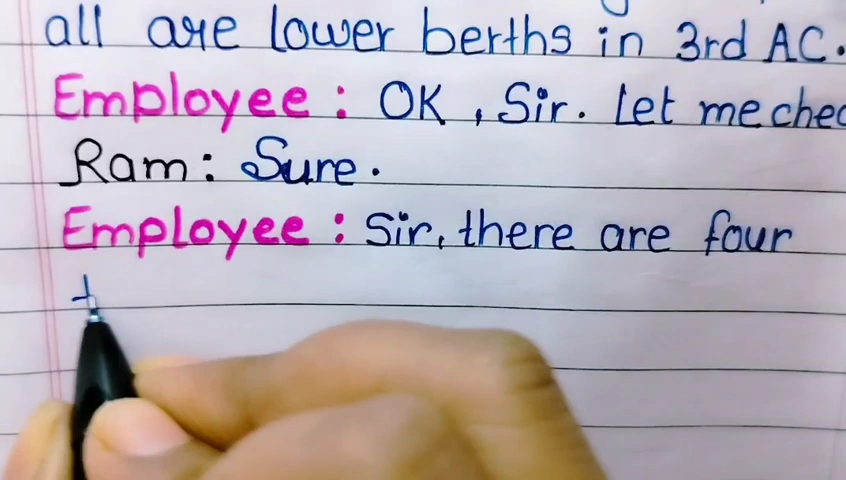 all are lower berths in 3rd AC.
Employee: OK, Sir. Let me chec
Ram: Sure.
Employee: Sir, there are four